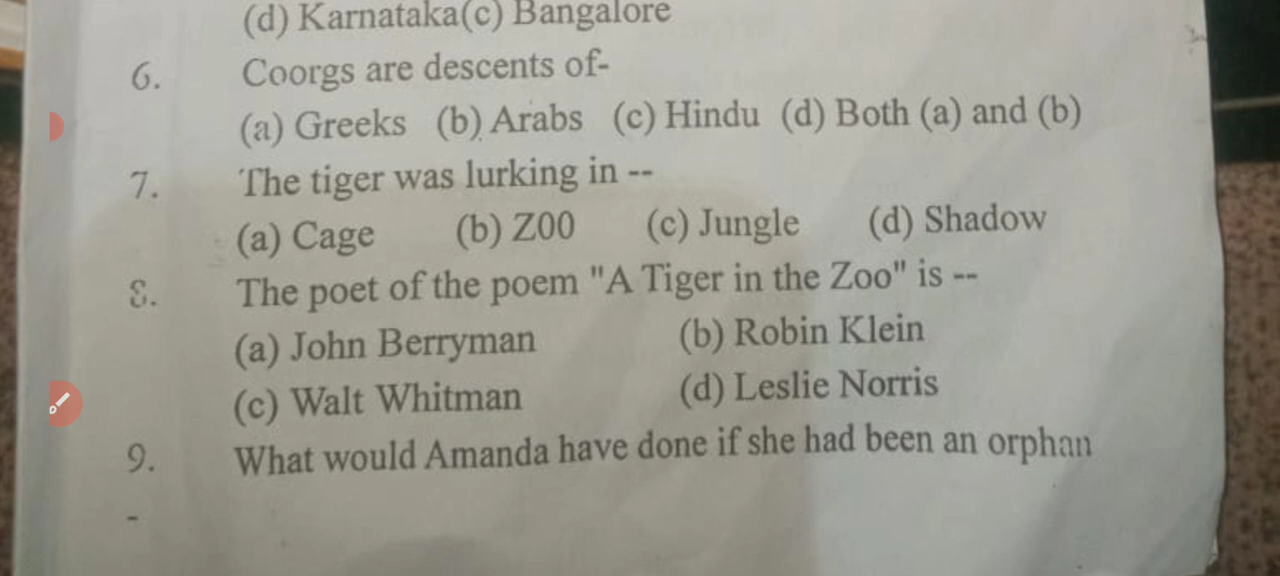 (d) Karnataka(c) Bangalore
6. Coorgs are descents of-
(a) Greeks (b) Arabs (c) Hindu (d) Both (a) and (b)
7. The tiger was lurking in --
(a) Cage (b) ZOO (c) Jungle (d) Shadow
8. The poet of the poem "A Tiger in the Zoo" is --
(a) John Berryman (b) Robin Klein
(c) Walt Whitman (d) Leslie Norris
9. What would Amanda have done if she had been an orphan
-